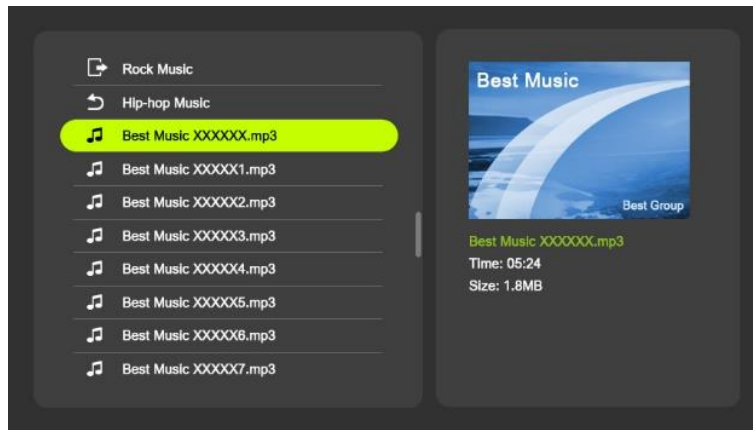 Rock Music
Hip-hop Music
Best Music XXXXXX.mp3
Best Music XXXXX1.mp3
Best Music XXXXX2.mp3
Best Music XXXXX3.mp3
Best Music XXXXX4.mp3
Best Music XXXXX5.mp3
Best Music XXXXX6.mp3
Best Music XXXXX7.mp3
Best Music
Best Group
Best Music XXXXXX.mp3
Time: 05:24
Size: 1.8MB